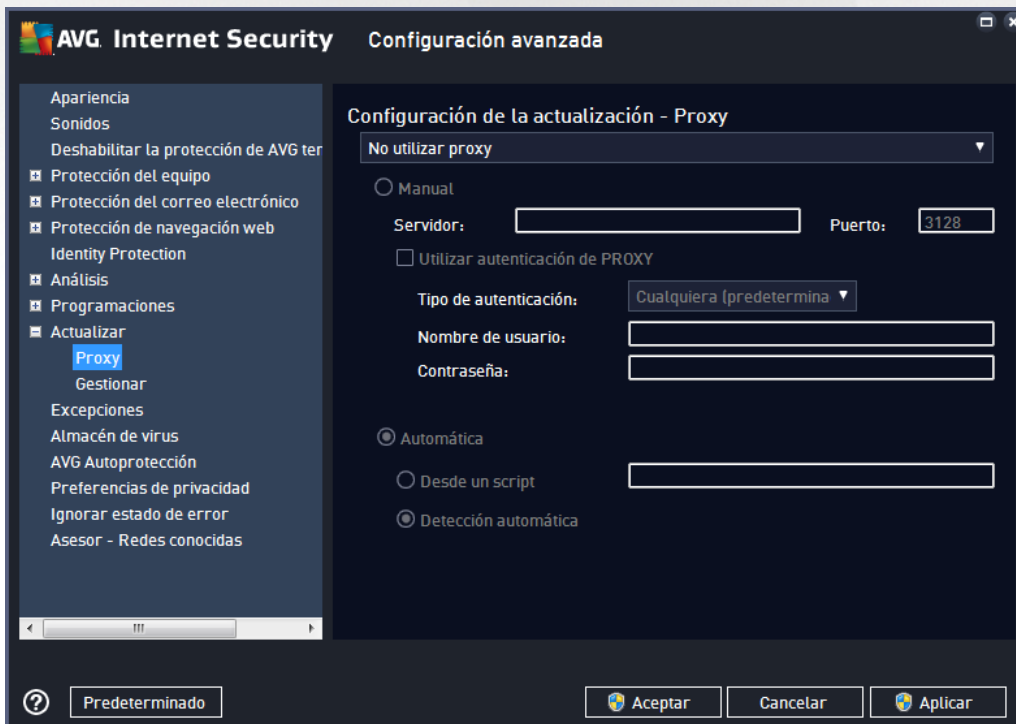 AVG. Internet Security Configuración avanzada
Apariencia
Sonidos
Deshabilitar la protección de AVG ter
Protección del equipo
Protección del correo electrónico
Protección de navegación web
Identity Protection
Análisis
Programaciones
Actualizar
Proxy
Gestionar
Excepciones
Almacén de virus
AVG Autoprotección
Preferencias de privacidad
Ignorar estado de error
Asesor - Redes conocidas
Configuración de la actualización - Proxy
No utilizar proxy
Manual
Servidor: Puerto: 3128
Utilizar autenticación de PROXY
Tipo de autenticación: Cualquiera (predetermina
Nombre de usuario:
Contraseña:
Automática
Desde un script
Detección automática
? Predeterminado Aceptar Cancelar Aplicar